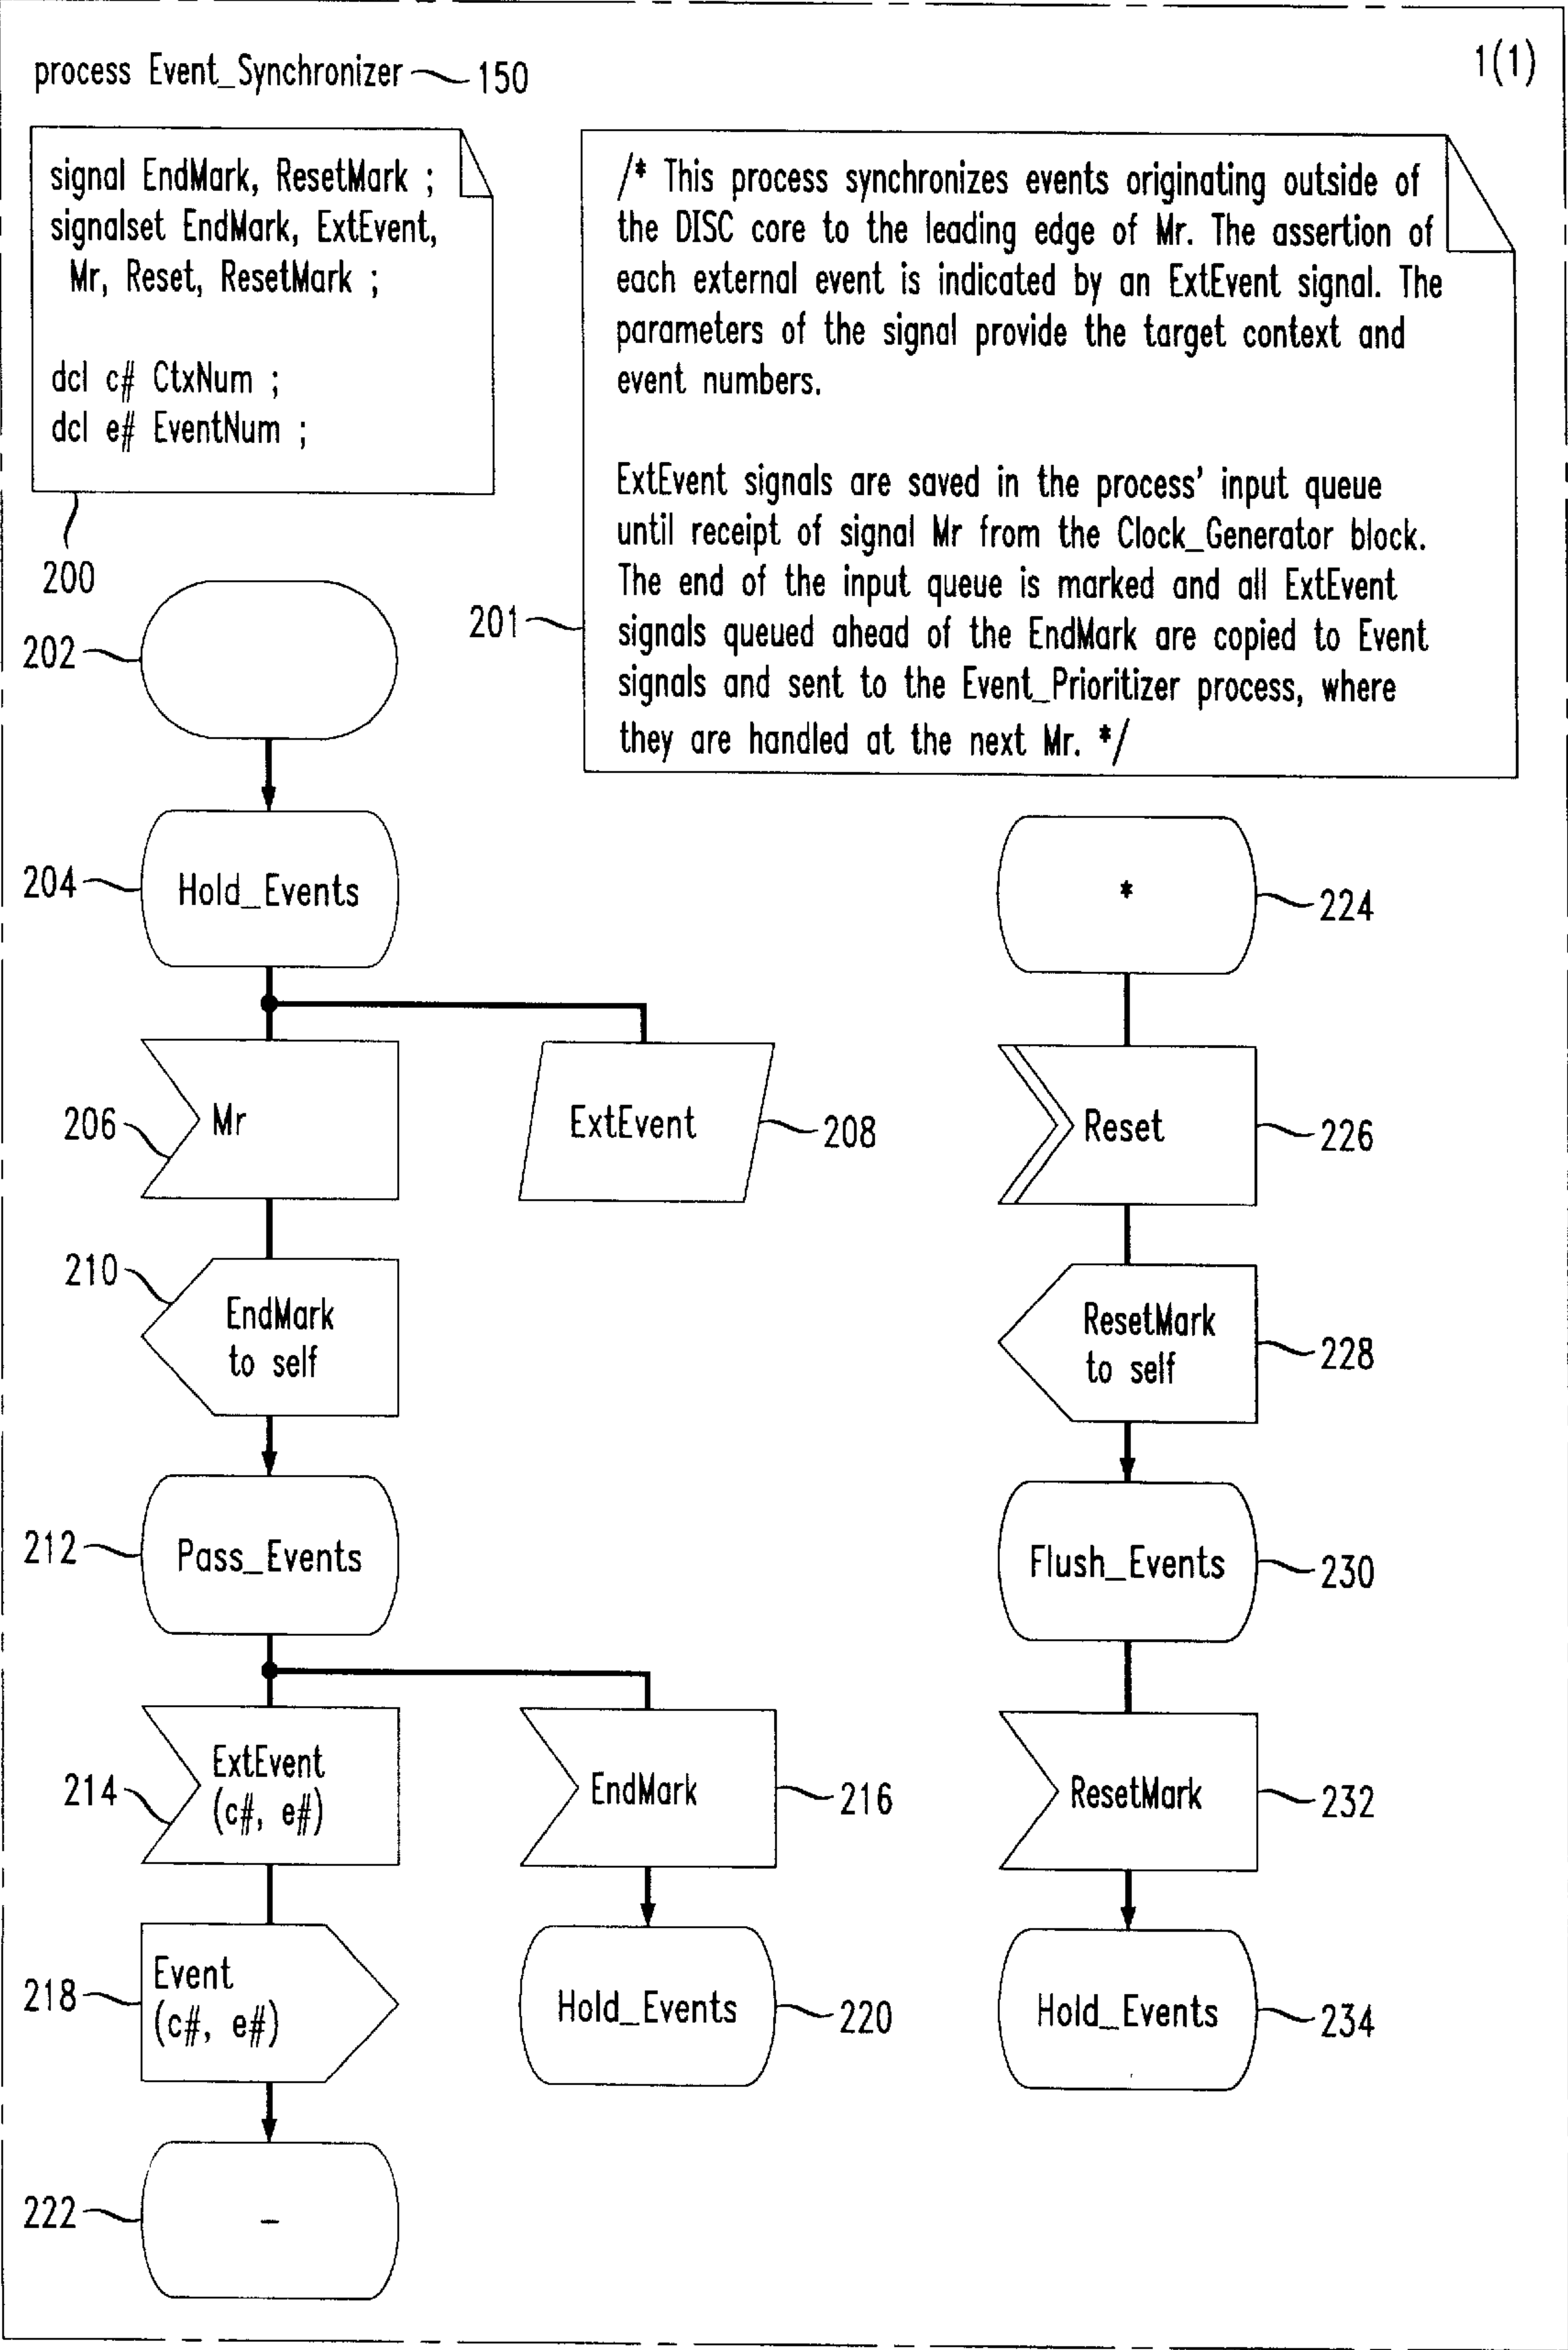 process Event_Synchronizer 150
1(1)
signal EndMark, ResetMark ;
signalset EndMark, ExtEvent,
Mr, Reset, ResetMark ;
dcl c# CtxNum ;
dcl e# EventNum ;
200
/* This process synchronizes events originating outside of
the DISC core to the leading edge of Mr. The assertion of
each external event is indicated by an ExtEvent signal. The
parameters of the signal provide the target context and
event numbers.
ExtEvent signals are saved in the process' input queue
until receipt of signal Mr from the Clock_Generator block.
The end of the input queue is marked and all ExtEvent
signals queued ahead of the EndMark are copied to Event
signals and sent to the Event_Prioritizer process, where
they are handled at the next Mr. */
201
202
204
Hold_Events
206
Mr
ExtEvent
208
210
EndMark
to self
212
Pass_Events
214
ExtEvent
(c#, e#)
EndMark
216
218
Event
(c#, e#)
Hold_Events
220
222
-
*
224
Reset
226
ResetMark
to self
228
Flush_Events
230
ResetMark
232
Hold_Events
234